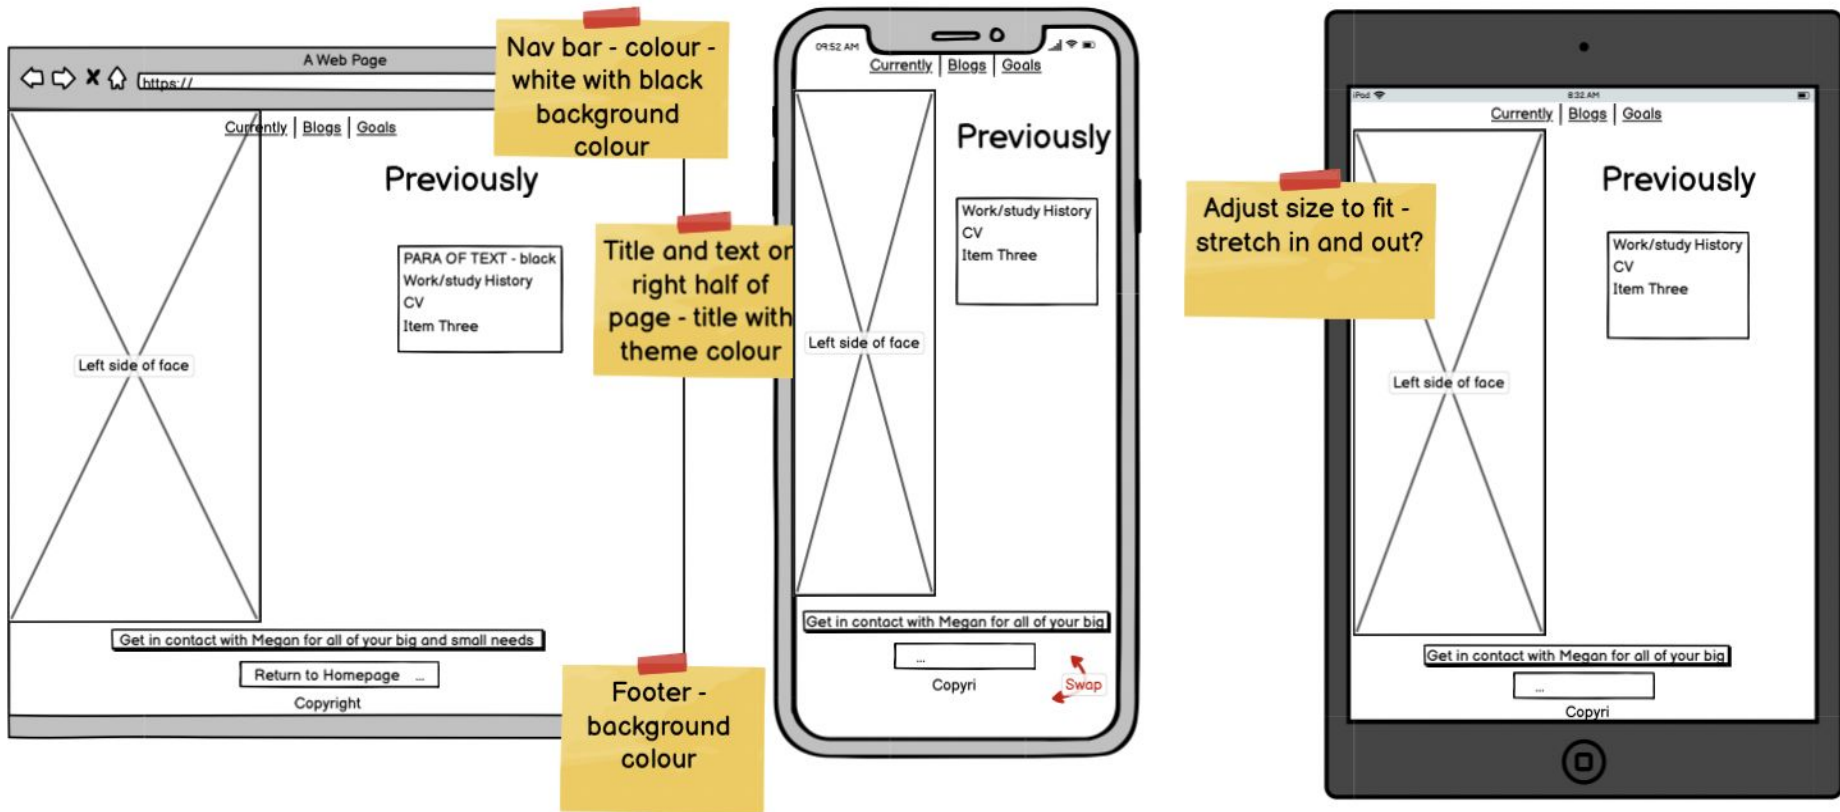 A Web Page
https://
Currently | Blogs | Goals
Previously
PARA OF TEXT - black
Work/study History
CV
Item Three
Left side of face
Get in contact with Megan for all of your big and small needs
Return to Homepage ...
Copyright
Nav bar - colour -
white with black
background
colour
Title and text on
right half of
page - title with
theme colour
Footer -
background
colour
09:52 AM
Currently | Blogs | Goals
Previously
Work/study History
CV
Item Three
Left side of face
Get in contact with Megan for all of your big
...
Copyri
Swap
Adjust size to fit -
stretch in and out?
iPod
8:32 AM
Currently | Blogs | Goals
Previously
Work/study History
CV
Item Three
Left side of face
Get in contact with Megan for all of your big
...
Copyri